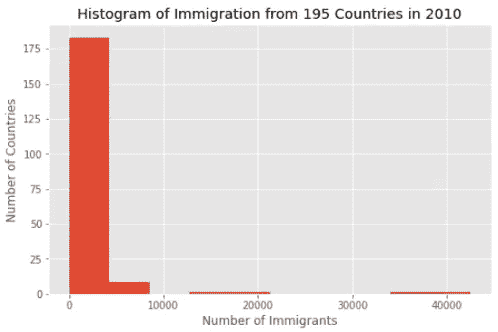 Histogram of Immigration from 195 Countries in 2010
175
150
125
100
75
50
25
0
Number of Countries
0 10000 20000 30000 40000
Number of Immigrants